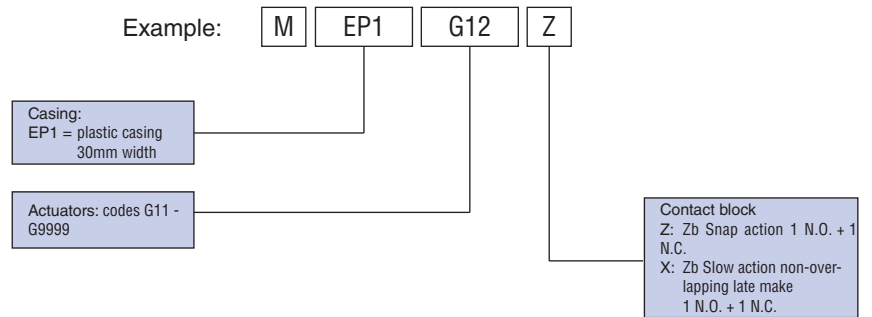 Example: M EP1 G12 Z
Casing:
EP1 = plastic casing
30mm width
Actuators: codes G11 -
G9999
Contact block
Z: Zb Snap action 1 N.O. + 1
N.C.
X: Zb Slow action non-over-
lapping late make
1 N.O. + 1 N.C.